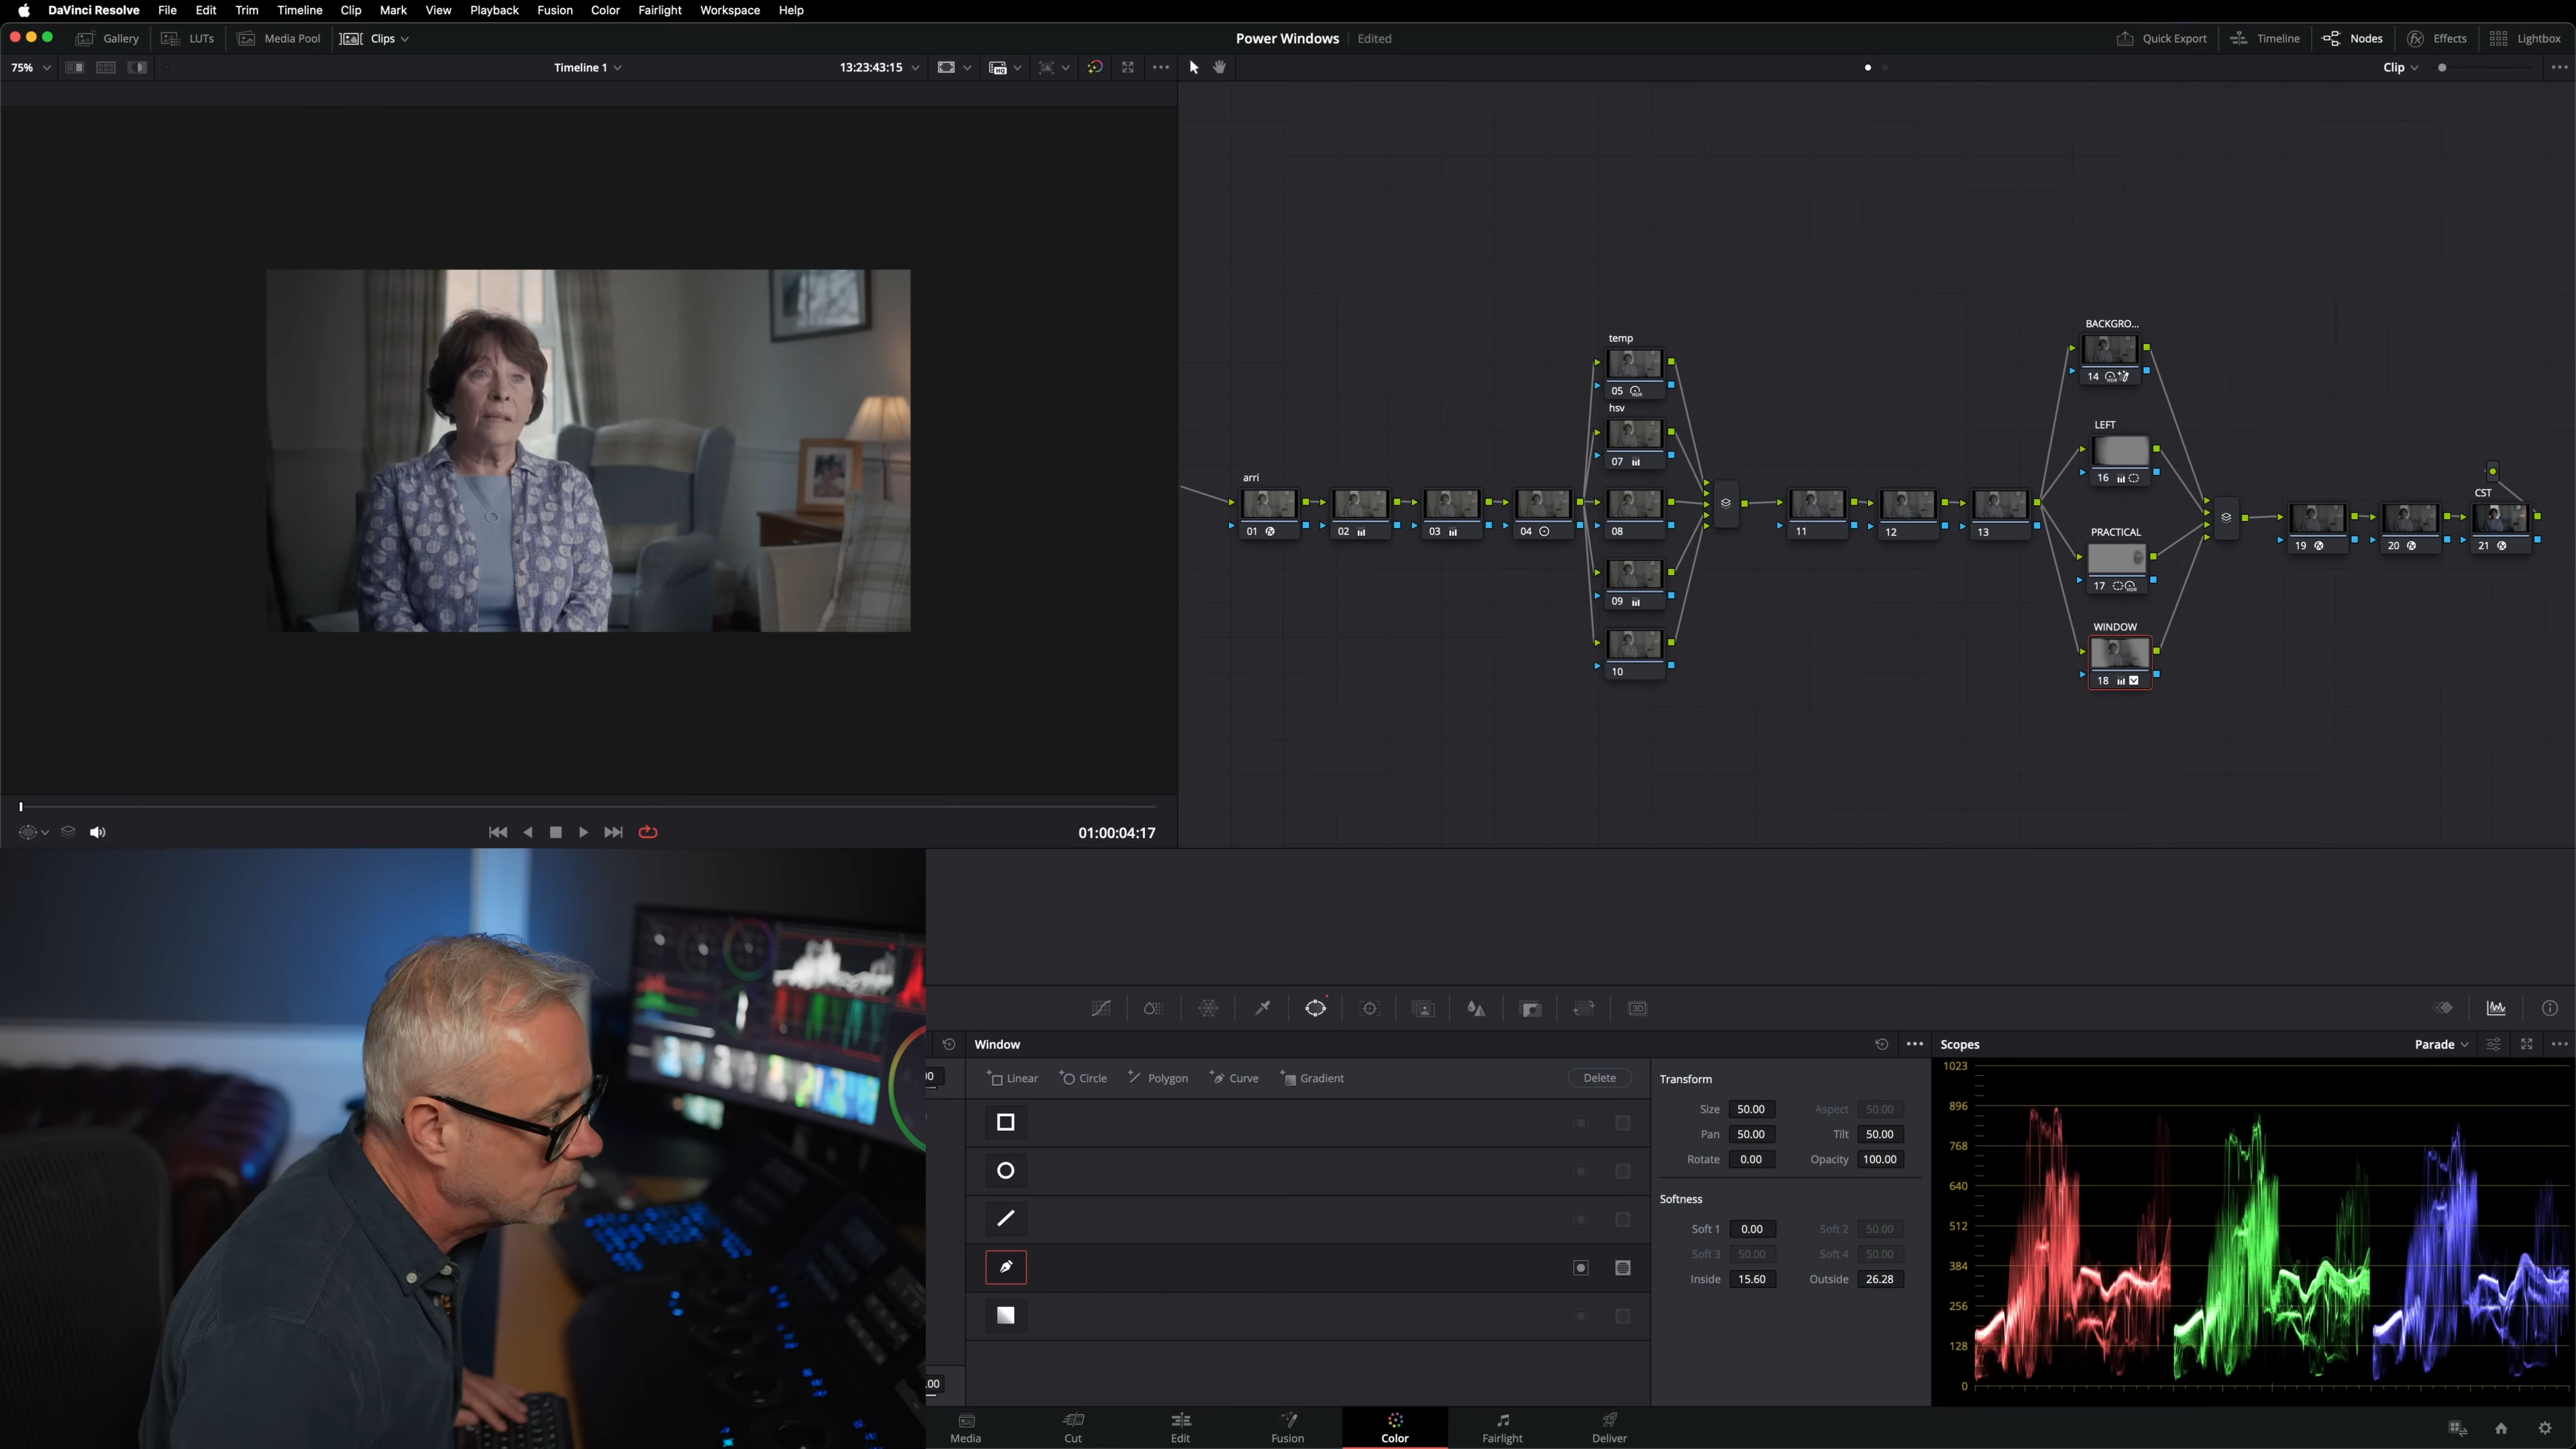 DaVinci Resolve File Edit Trim Timeline Clip Mark View Playback Fusion Color Fairlight Workspace Help
Gallery LUTs Media Pool Clips Power Windows Edited Quick Export Timeline Nodes Effects Lightbox
75% Timeline 1 13:23:43:15 Clip
BACKGRO...
temp
14
05
hsv
LEFT
07
16
arri
CST
01 02 03 04 08 11 12 13
PRACTICAL
19 20 21
09
17
WINDOW
10
18
01:00:04:17
3D
Window
Scopes Parade
Linear Circle Polygon Curve Gradient Delete
Transform
Size 50.00 Aspect 50.00
Pan 50.00 Tilt 50.00
Rotate 0.00 Opacity 100.00
Softness
Soft 1 0.00 Soft 2 50.00
Soft 3 50.00 Soft 4 50.00
Inside 15.60 Outside 26.28
1023
896
768
640
512
384
256
128
0
Media Cut Edit Fusion Color Fairlight Deliver